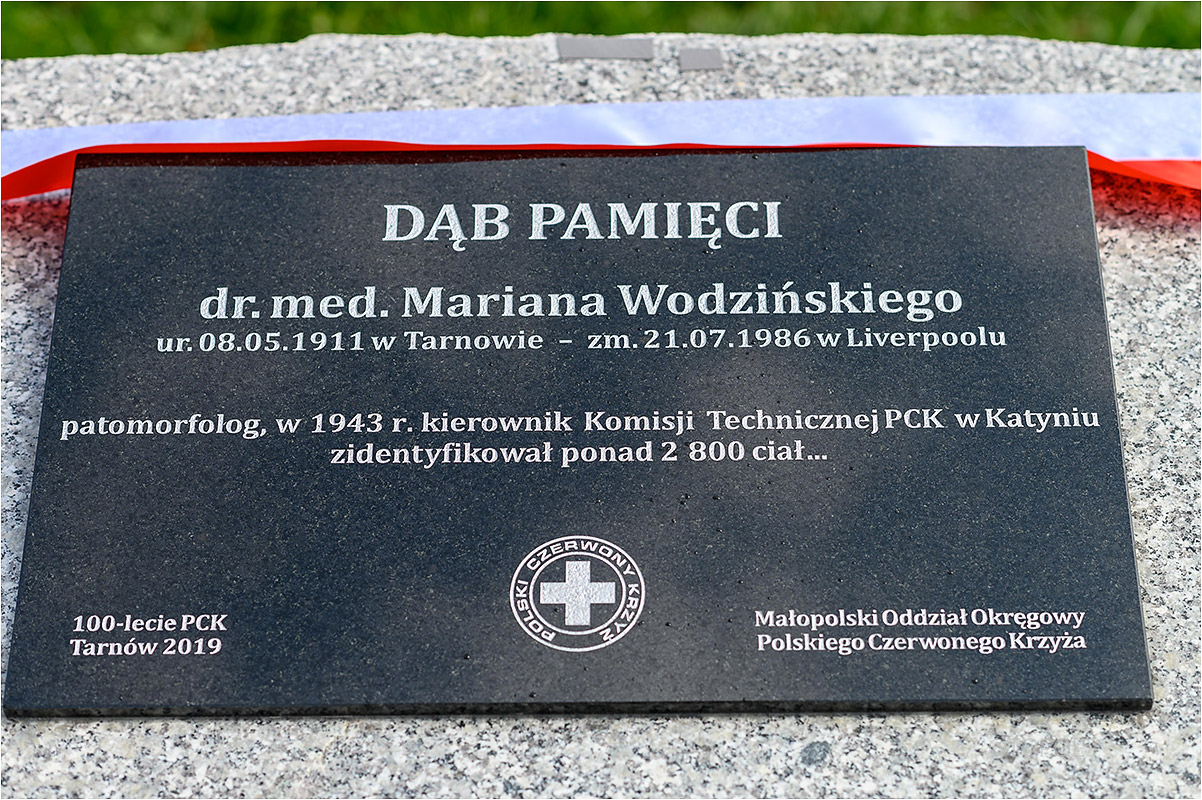 DĄB PAMIĘCI
dr. med. Mariana Wodzińskiego
ur. 08.05.1911 w Tarnowie – zm. 21.07.1986 w Liverpoolu
patomorfolog, w 1943 r. kierownik Komisji Technicznej PCK w Katyniu
zidentyfikował ponad 2 800 ciał...
POLSKI CZERWONY KRZYŻ
100-lecie PCK
Tarnów 2019
Małopolski Oddział Okręgowy
Polskiego Czerwonego Krzyża